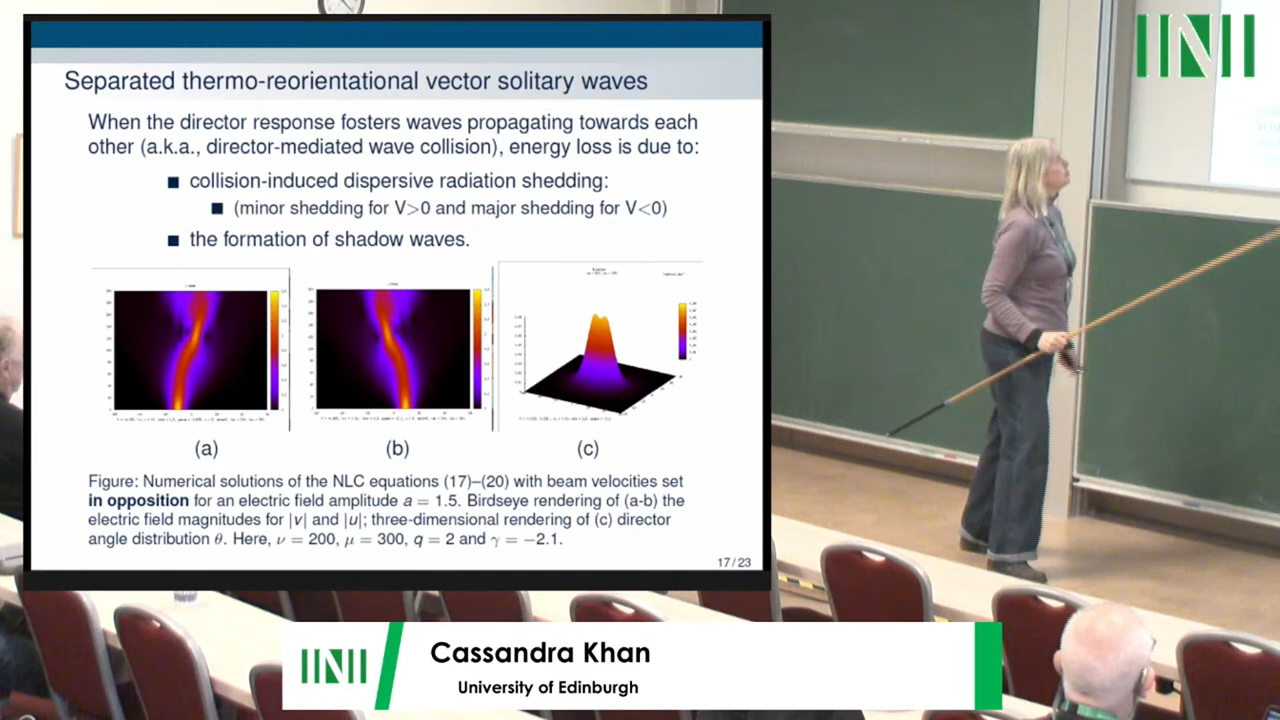 INI
Separated thermo-reorientational vector solitary waves
When the director response fosters waves propagating towards each
other (a.k.a., director-mediated wave collision), energy loss is due to:
■ collision-induced dispersive radiation shedding:
■ (minor shedding for V>0 and major shedding for V<0)
■ the formation of shadow waves.
(a) (b) (c)
Figure: Numerical solutions of the NLC equations (17)–(20) with beam velocities set
in opposition for an electric field amplitude a = 1.5. Birdseye rendering of (a-b) the
electric field magnitudes for |v| and |u|; three-dimensional rendering of (c) director
angle distribution θ. Here, ν = 200, μ = 300, q = 2 and γ = −2.1.
17/23
INI
Cassandra Khan
University of Edinburgh